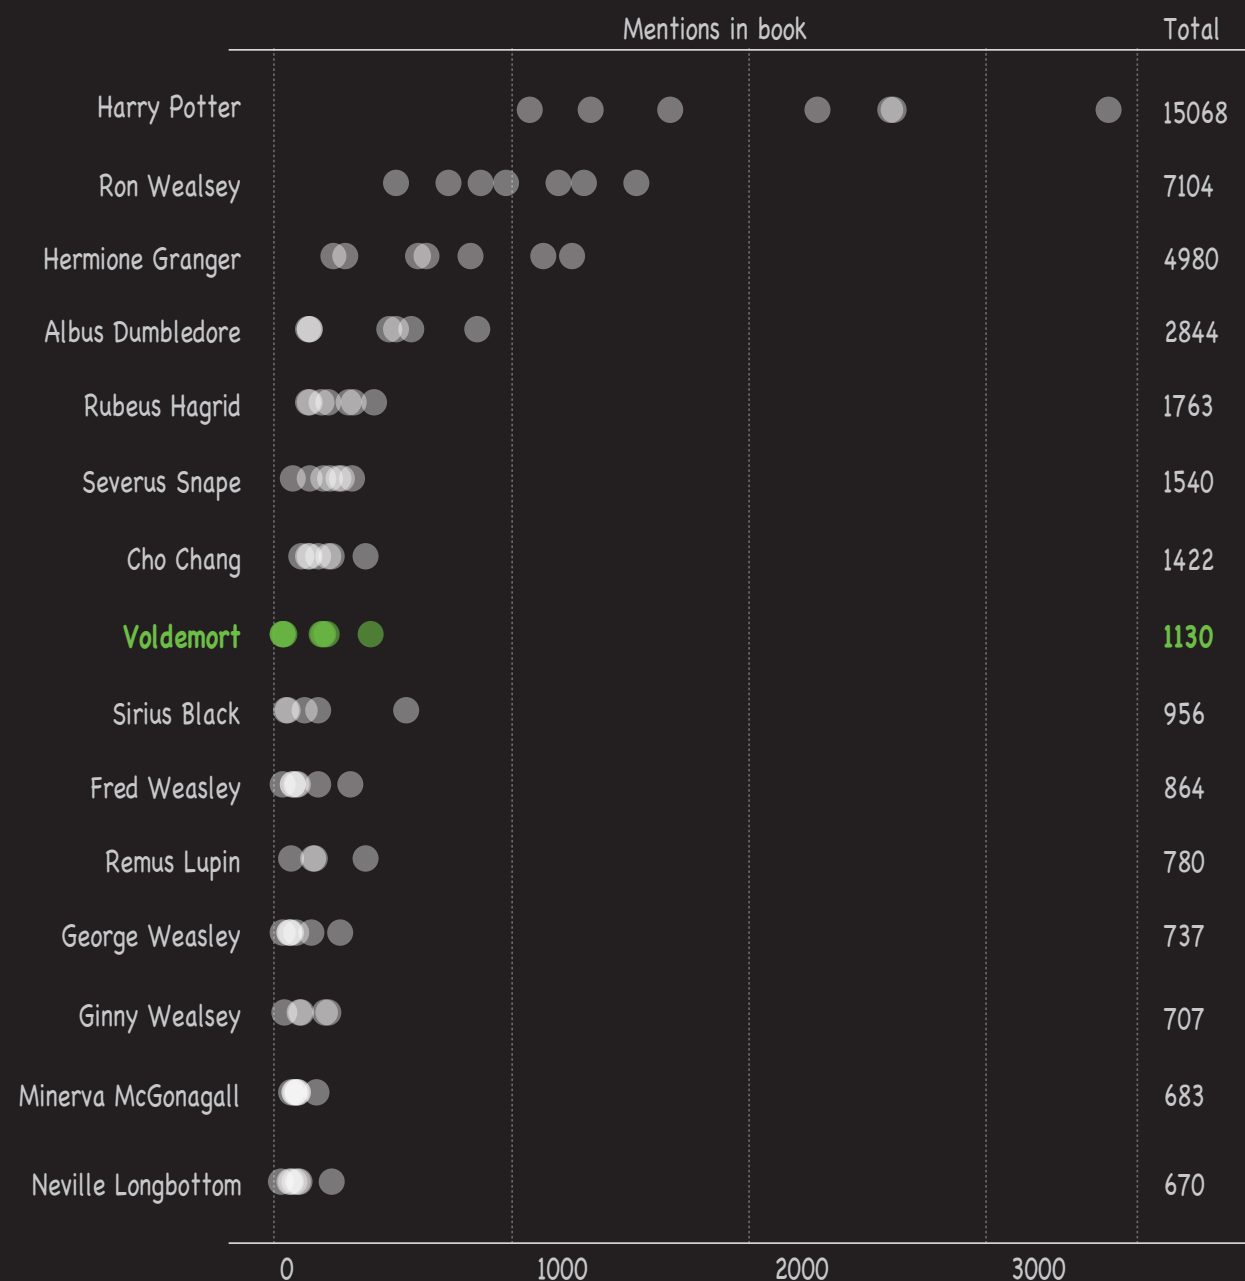 Mentions in book Total
Harry Potter 15068
Ron Wealsey 7104
Hermione Granger 4980
Albus Dumbledore 2844
Rubeus Hagrid 1763
Severus Snape 1540
Cho Chang 1422
Voldemort 1130
Sirius Black 956
Fred Weasley 864
Remus Lupin 780
George Weasley 737
Ginny Wealsey 707
Minerva McGonagall 683
Neville Longbottom 670
0 1000 2000 3000